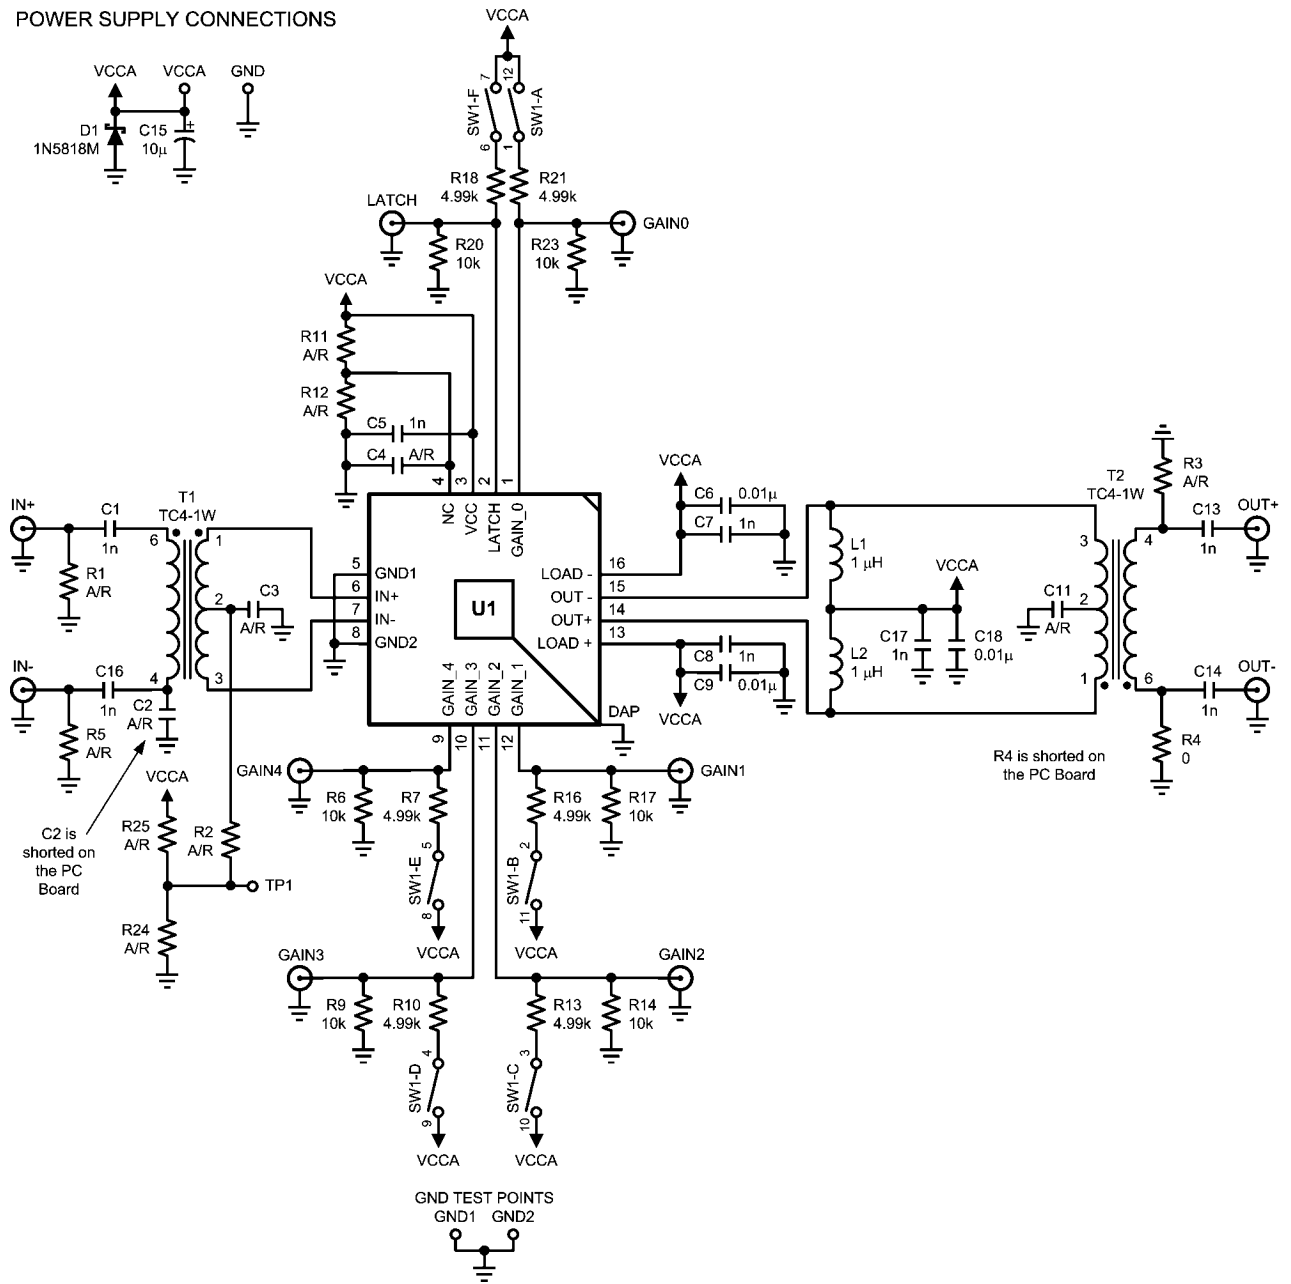 POWER SUPPLY CONNECTIONS
VCCA
VCCA
GND
D1
1N5818M
C15
10µ
+
VCCA
7
12
SW1-F
SW1-A
6
1
R18
4.99k
R21
4.99k
LATCH
GAIN0
R20
10k
R23
10k
VCCA
R11
A/R
R12
A/R
C5
1n
C4
A/R
4
3
2
1
NC
VCC
LATCH
GAIN_0
IN+
C1
1n
R1
A/R
T1
TC4-1W
6
1
2
C3
A/R
IN-
C16
1n
4
3
C2
A/R
R5
A/R
C2 is
shorted on
the PC
Board
VCCA
R25
A/R
R2
A/R
TP1
R24
A/R
5
GND1
6
IN+
7
IN-
8
GND2
U1
LOAD -
16
OUT -
15
OUT+
14
LOAD +
13
GAIN_4
GAIN_3
GAIN_2
GAIN_1
DAP
9
10
11
12
VCCA
C6
0.01µ
C7
1n
C8
1n
C9
0.01µ
VCCA
L1
1 µH
L2
1 µH
VCCA
C17
1n
C18
0.01µ
C11
A/R
T2
TC4-1W
3
4
2
1
6
R3
A/R
C13
1n
OUT+
C14
1n
OUT-
R4
0
R4 is shorted on
the PC Board
GAIN4
R6
10k
R7
4.99k
5
SW1-E
8
VCCA
GAIN1
R16
4.99k
R17
10k
2
SW1-B
11
VCCA
GAIN3
R9
10k
R10
4.99k
4
SW1-D
9
VCCA
GAIN2
R13
4.99k
R14
10k
3
SW1-C
10
VCCA
GND TEST POINTS
GND1
GND2